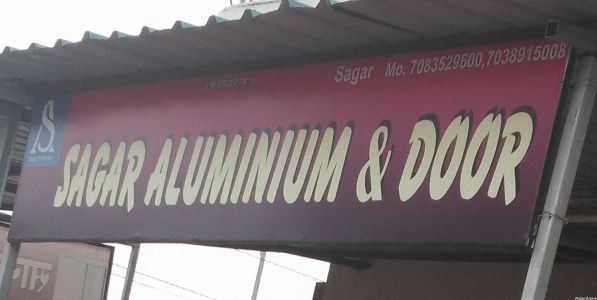 Sagar Mo. 7083529600,7038915008
SAGAR ALUMINIUM & DOOR